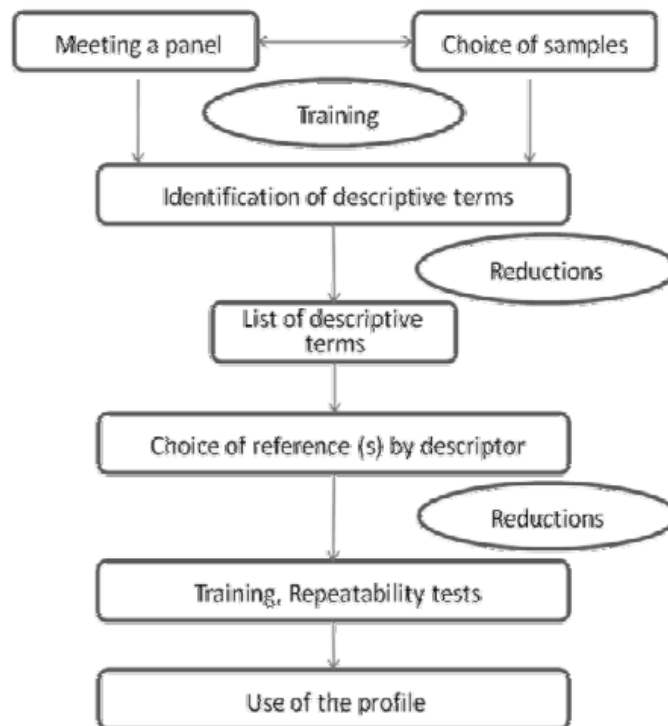 Meeting a panel
Choice of samples
Training
Identification of descriptive terms
Reductions
List of descriptive
terms
Choice of reference (s) by descriptor
Reductions
Training, Repeatability tests
Use of the profile